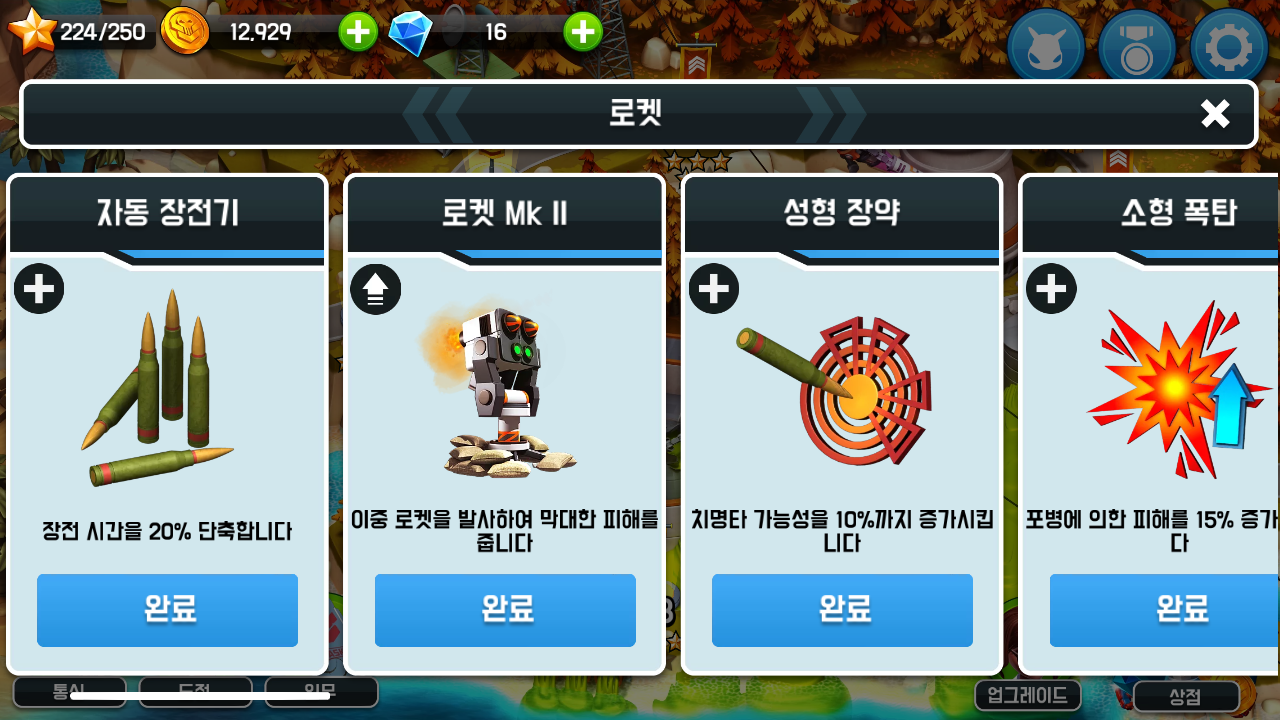 224/250
12,929
16
로켓
자동 장전기
로켓 Mk II
성형 장약
소형 폭탄
장전 시간을 20% 단축합니다
이중 로켓을 발사하여 막대한 피해를
줍니다
치명타 가능성을 10%까지 증가시킵
니다
포병에 의한 피해를 15% 증가
다
완료
완료
완료
완료
업그레이드
상점